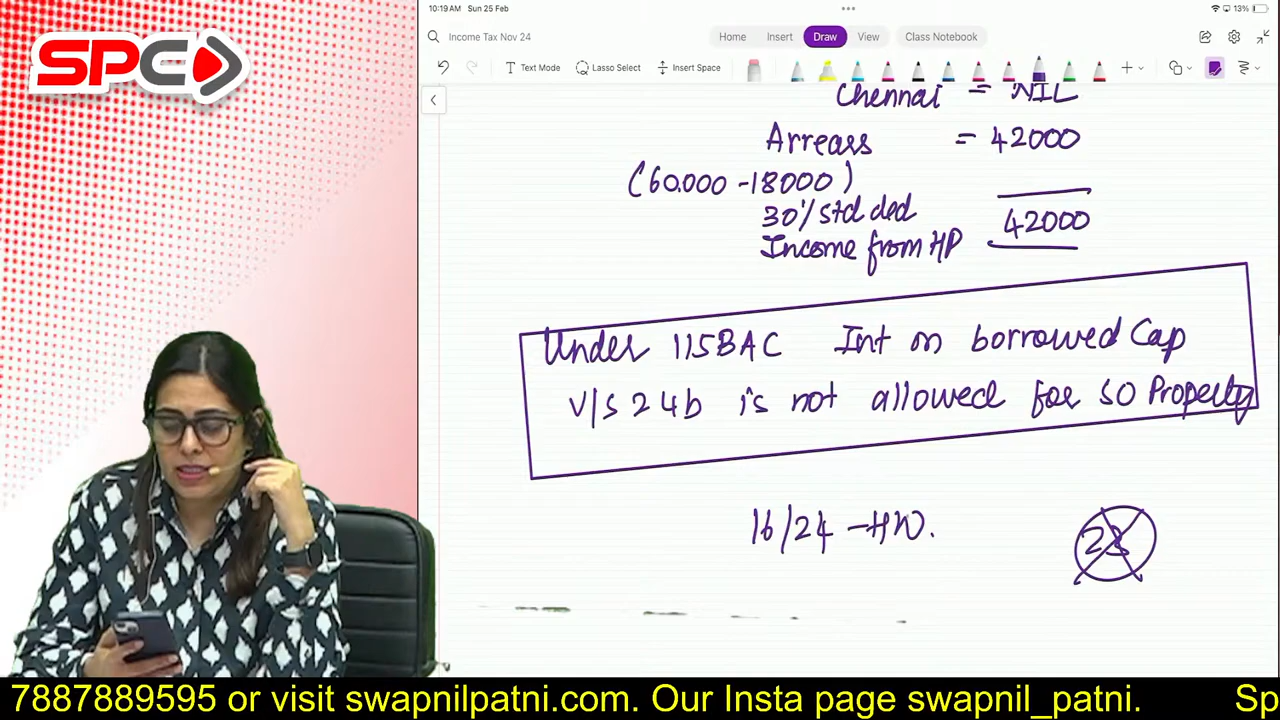 10:19 AM Sun 25 Feb
13%
SPC
Income Tax Nov 24
Home Insert Draw View Class Notebook
Text Mode Lasso Select Insert Space
Chennai = NIL
Arrears = 42000
(60,000 - 18000)
30% Std ded
42000
Income from HP
Under 115BAC Int on borrowed Cap
V/S 24b is not allowed for SO Property
16/24 - HW.
23
7887889595 or visit swapnilpatni.com. Our Insta page swapnil_patni. Sp